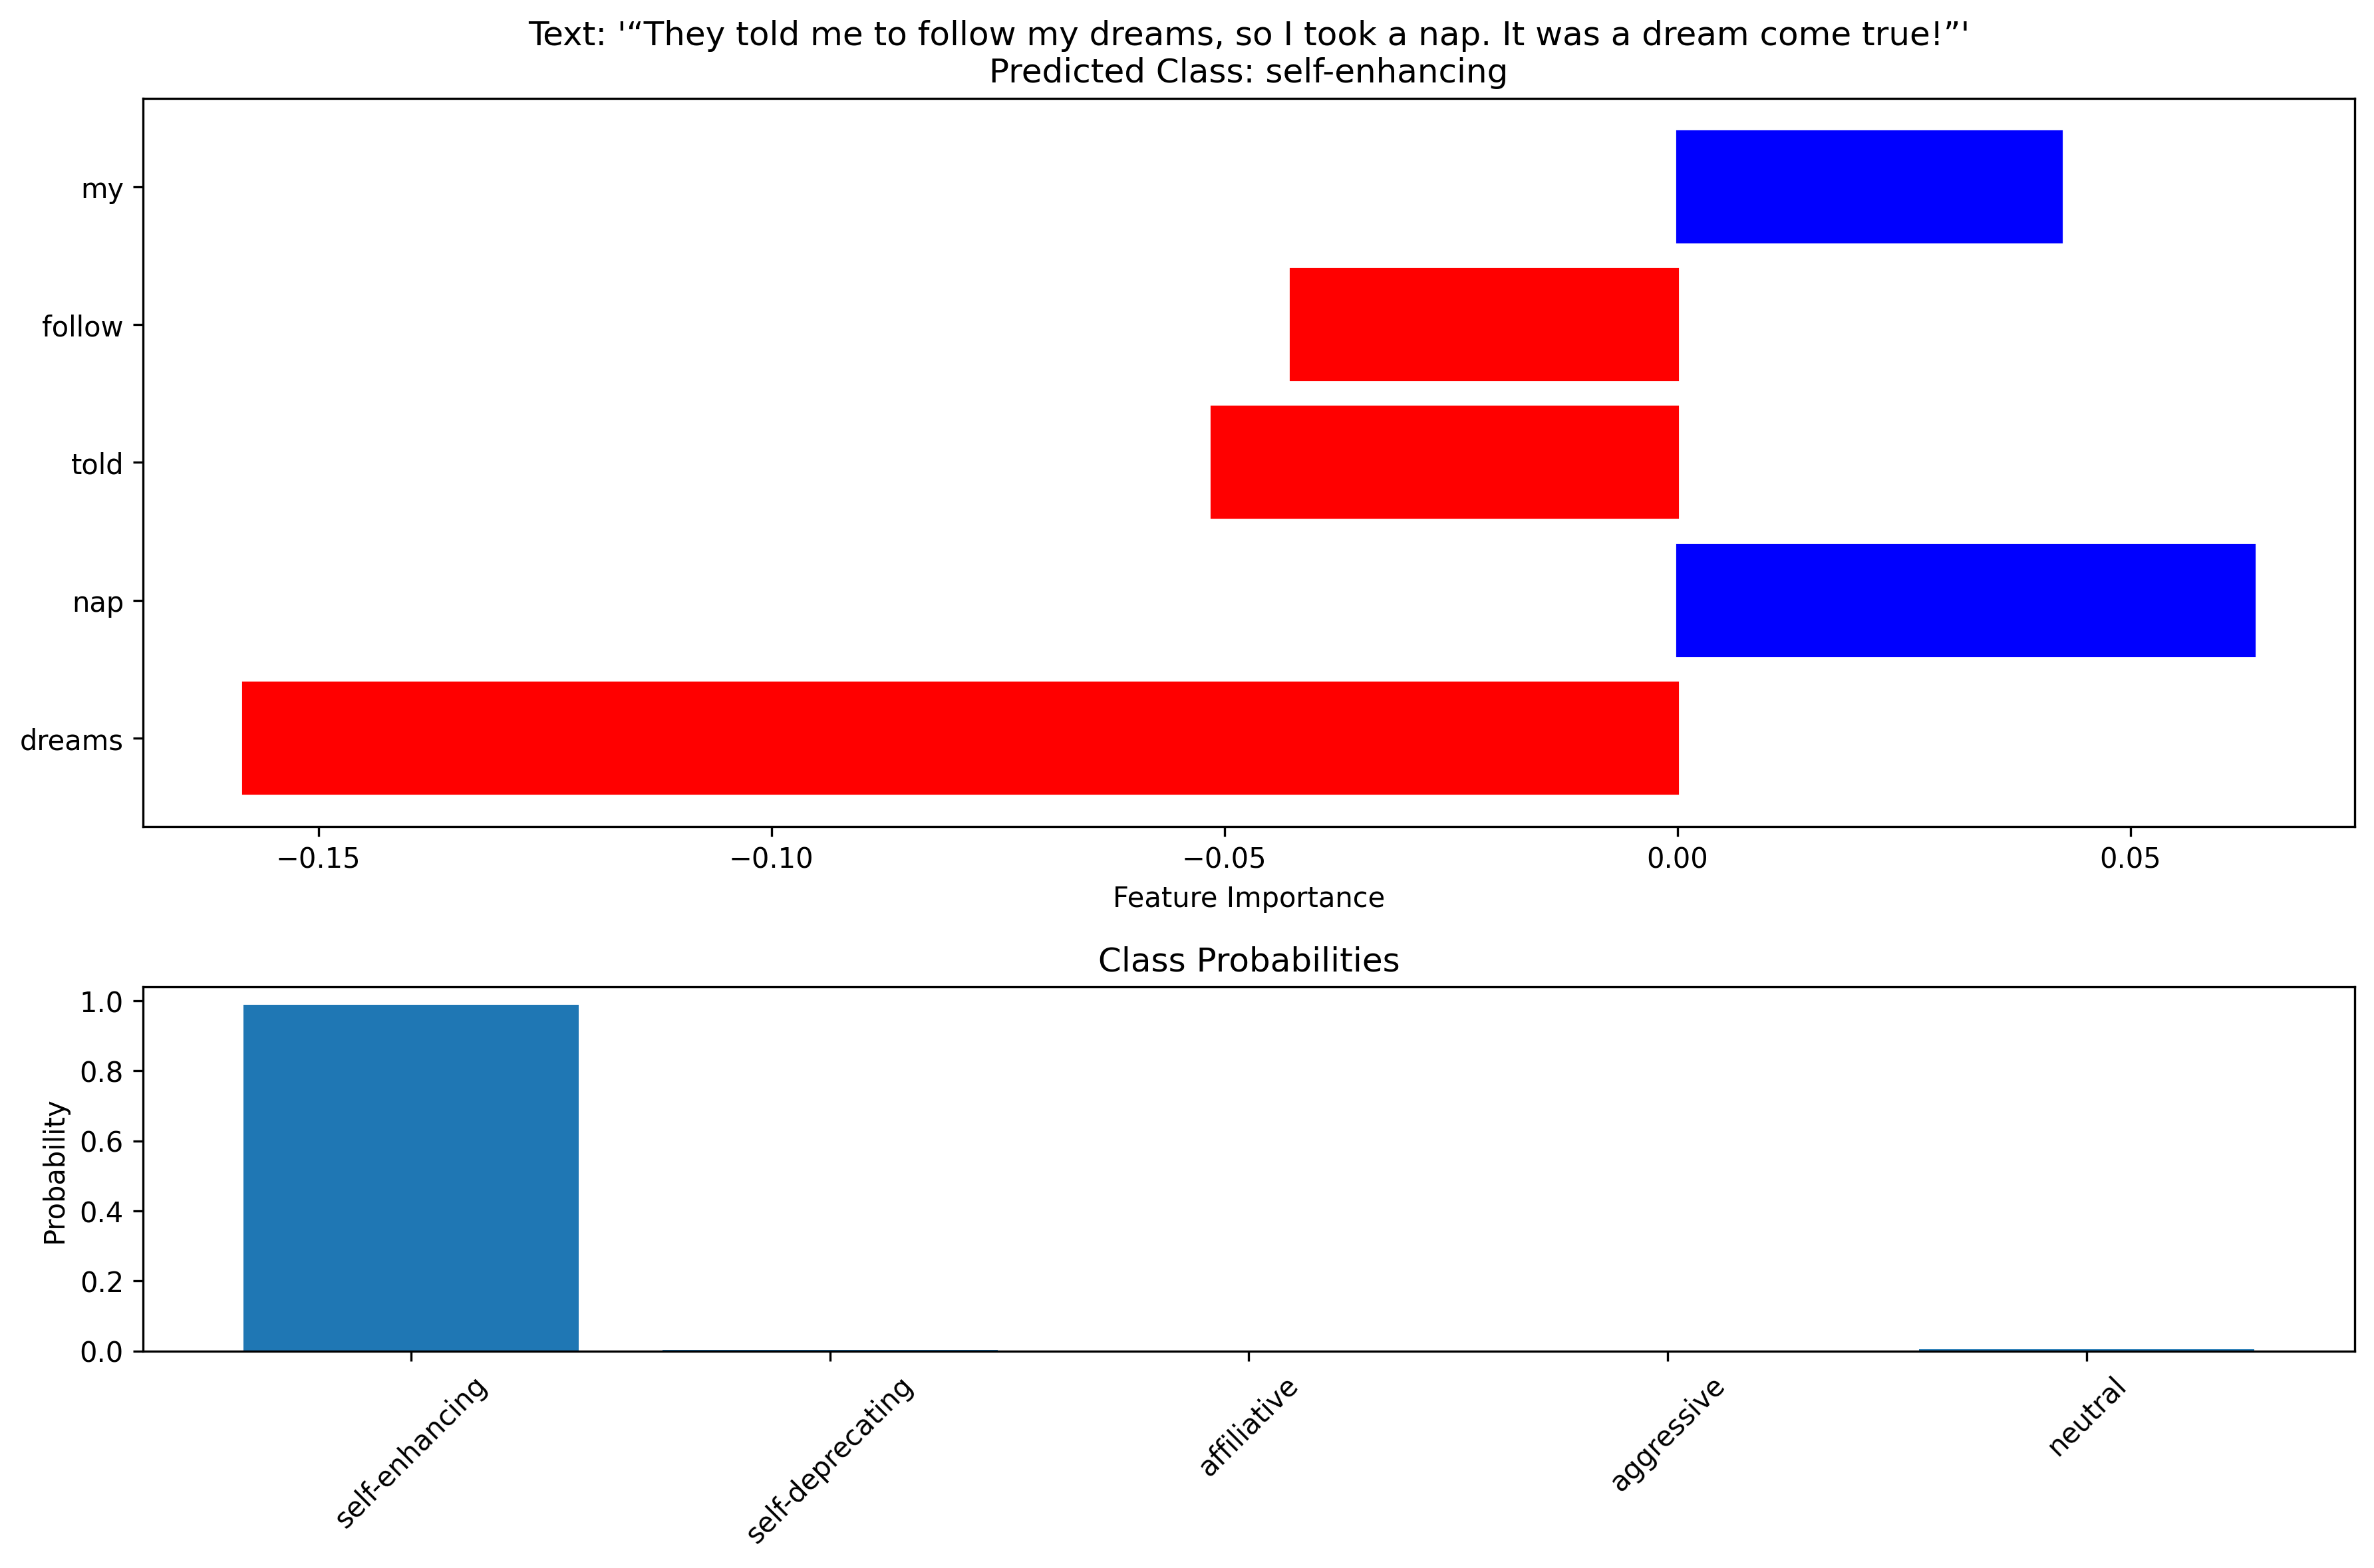 Text: '“They told me to follow my dreams, so I took a nap. It was a dream come true!”'
Predicted Class: self-enhancing
my
follow
told
nap
dreams
−0.15 −0.10 −0.05 0.00 0.05
Feature Importance
Class Probabilities
1.0
0.8
0.6
0.4
0.2
0.0
Probability
self-enhancing
self-deprecating
affiliative
aggressive
neutral